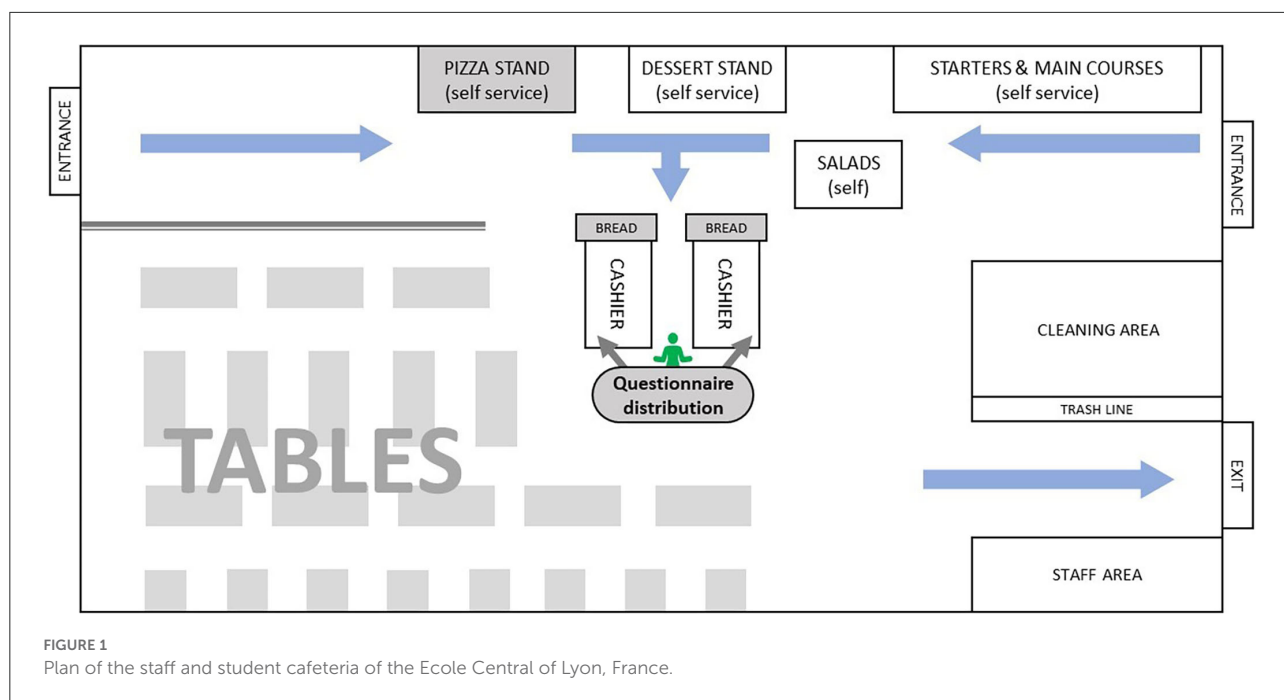 PIZZA STAND
(self service)
DESSERT STAND
(self service)
STARTERS & MAIN COURSES
(self service)
ENTRANCE
SALADS
(self)
ENTRANCE
BREAD
BREAD
CASHIER
CASHIER
CLEANING AREA
Questionnaire
distribution
TRASH LINE
TABLES
EXIT
STAFF AREA
FIGURE 1
Plan of the staff and student cafeteria of the Ecole Central of Lyon, France.